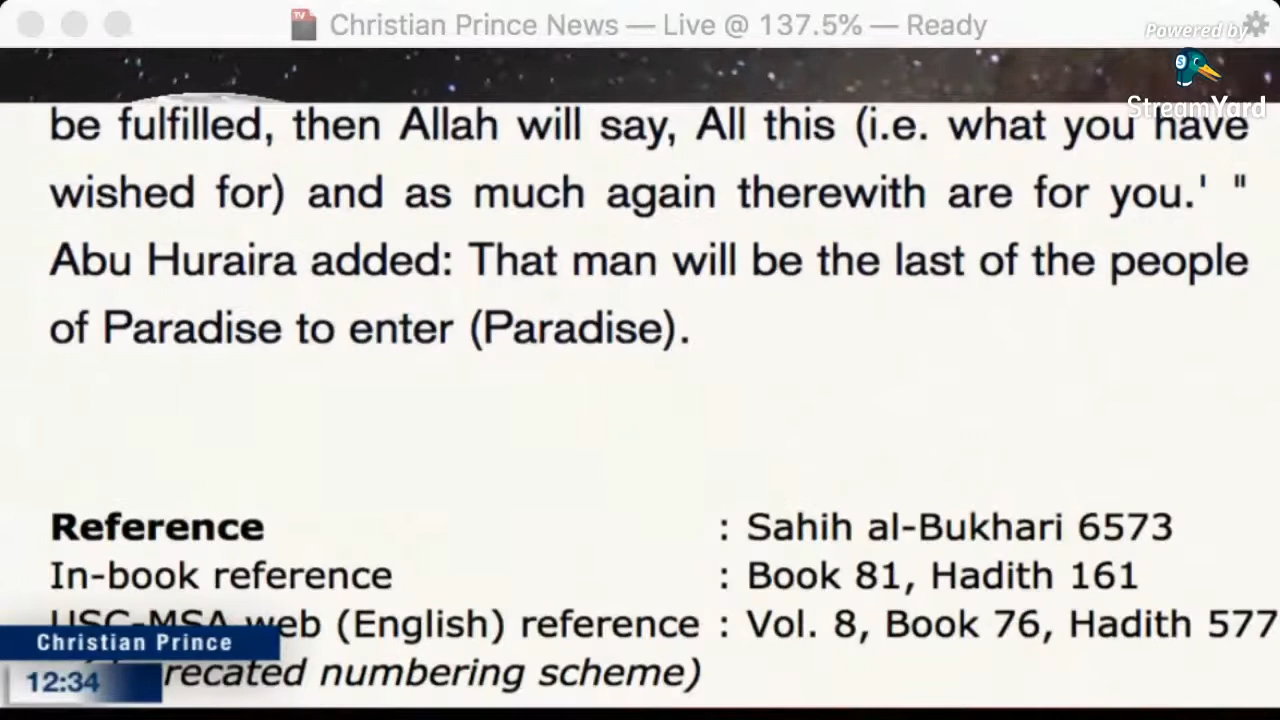 Christian Prince News — Live @ 137.5% — Ready
Powered by
StreamYard
be fulfilled, then Allah will say, All this (i.e. what you have
wished for) and as much again therewith are for you.' "
Abu Huraira added: That man will be the last of the people
of Paradise to enter (Paradise).
Reference : Sahih al-Bukhari 6573
In-book reference : Book 81, Hadith 161
USC-MSA web (English) reference : Vol. 8, Book 76, Hadith 577
recated numbering scheme)
Christian Prince
12:34